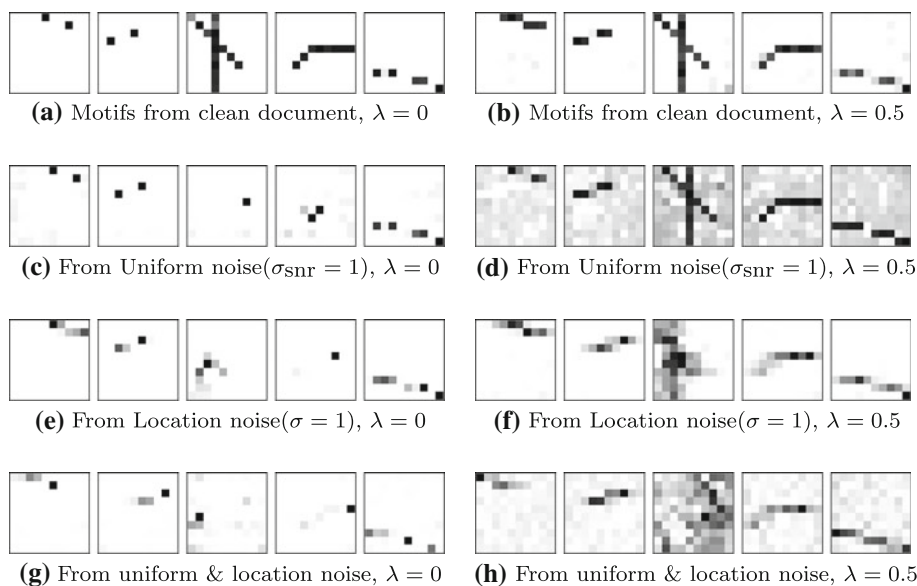 (a) Motifs from clean document, λ = 0
(b) Motifs from clean document, λ = 0.5
(c) From Uniform noise(σsnr = 1), λ = 0
(d) From Uniform noise(σsnr = 1), λ = 0.5
(e) From Location noise(σ = 1), λ = 0
(f) From Location noise(σ = 1), λ = 0.5
(g) From uniform & location noise, λ = 0
(h) From uniform & location noise, λ = 0.5